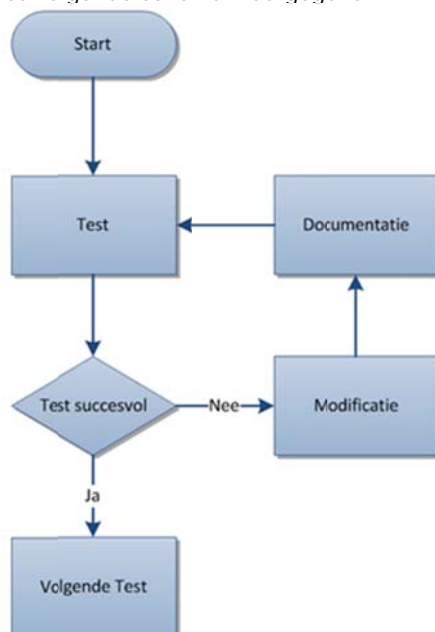 Start
Test
Documentatie
Test succesvol
Nee
Modificatie
Ja
Volgende Test